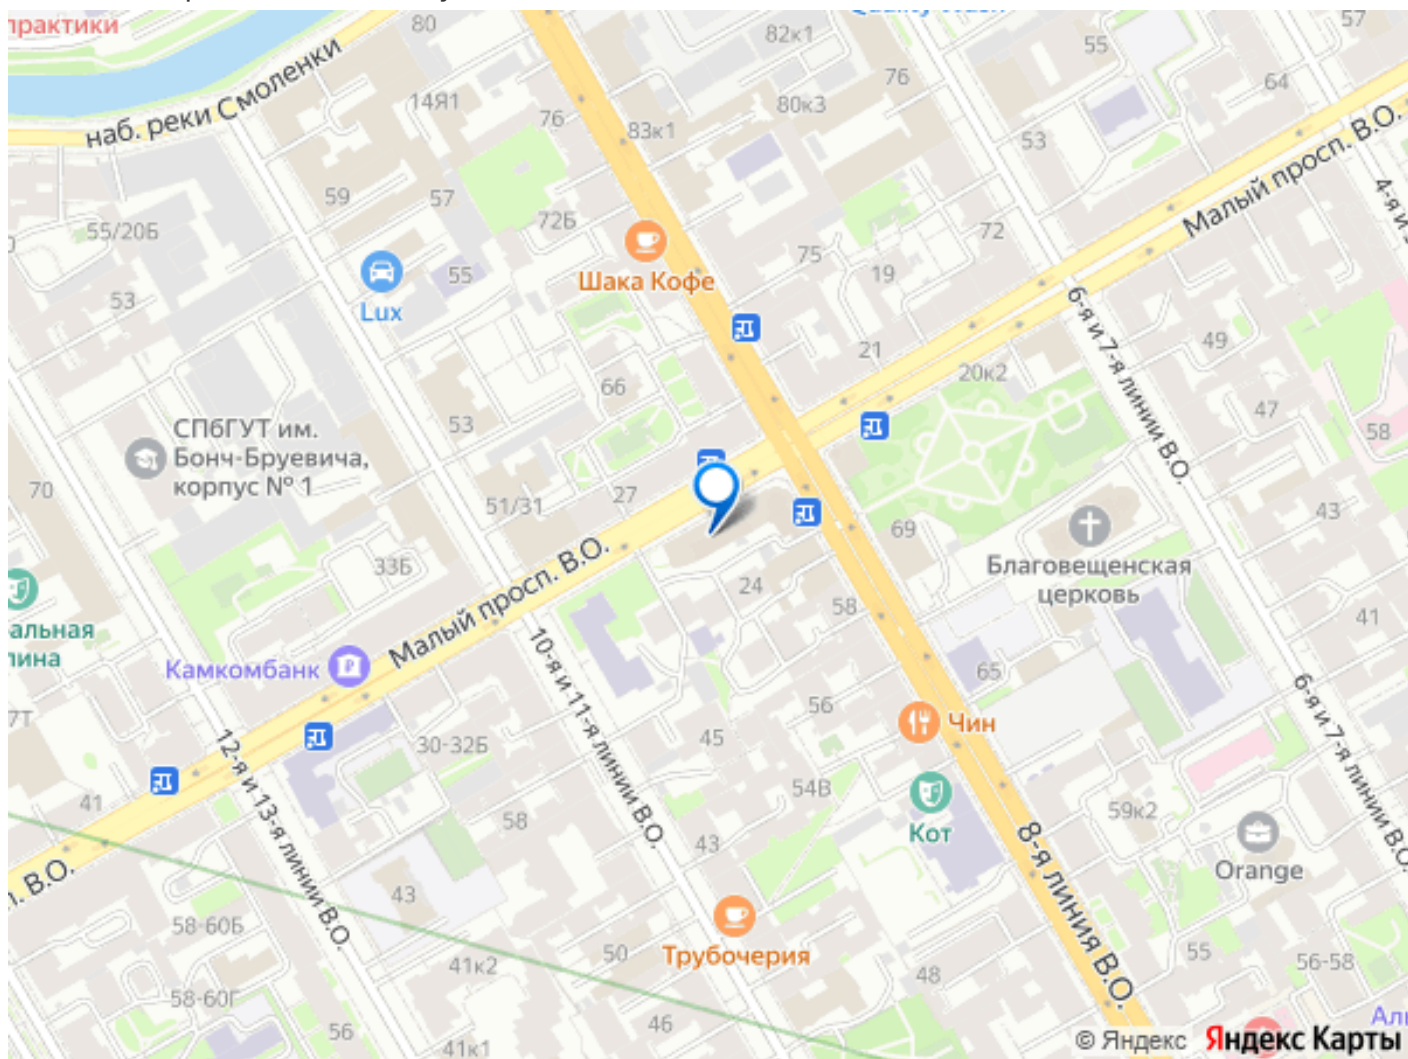 практики
80
82к1
57
55
наб. реки Смоленки
14Я1
76
83к1
80к3
76
64
53
Малый просп. В.О.
59
57
72Б
72
55/20Б
55
75
19
Шака Кофе
Lux
53
6-я и 7-я линии В.О.
49
21
20к2
66
47
58
53
СПбГУТ им.
Бонч-Бруевича,
корпус № 1
70
51/31
27
43
69
Благовещенская
церковь
33Б
24
58
41
Малый просп. В.О.
альная
лина
Камкомбанк
10-я и 11-я линии В.О.
65
6-я и 7-я линии В.О.
56
Чин
7Т
45
30-32Б
12-я и 13-я линии В.О.
54В
41
58
Кот
59к2
43
8-я линия В.О.
Orange
В.О.
43
58-60Б
Трубочерия
50
41к2
48
55
56-58
58-60Г
56
46
41к1
© Яндекс
Яндекс Карты